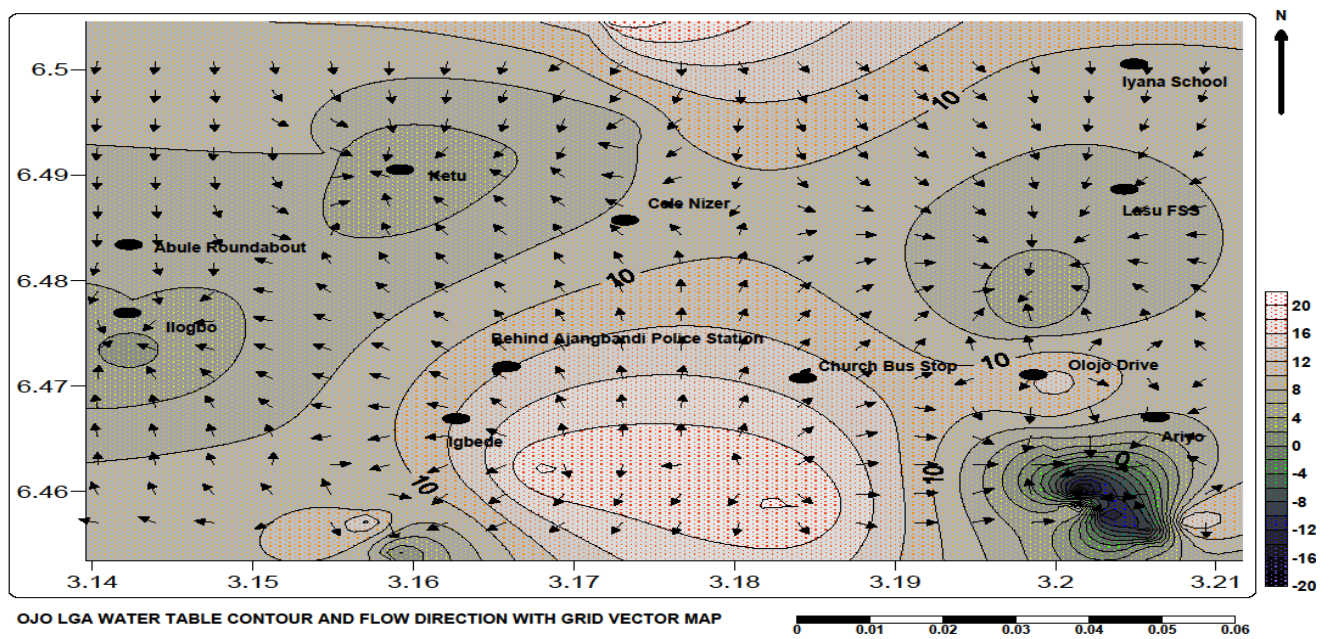 N
6.5
10
Iyana School
6.49
Ketu
Lasu FSS
Cele Nizer
Abule Roundabout
6.48
10
20
Ilogbo
16
Behind Ajangbandi Police Station
12
10
Church Bus Stop
Olojo Drive
8
6.47
4
Igbede
Ariyo
0
0
-4
10
10
6.46
-8
-12
-16
-20
3.14 3.15 3.16 3.17 3.18 3.19 3.2 3.21
OJO LGA WATER TABLE CONTOUR AND FLOW DIRECTION WITH GRID VECTOR MAP
0 0.01 0.02 0.03 0.04 0.05 0.06